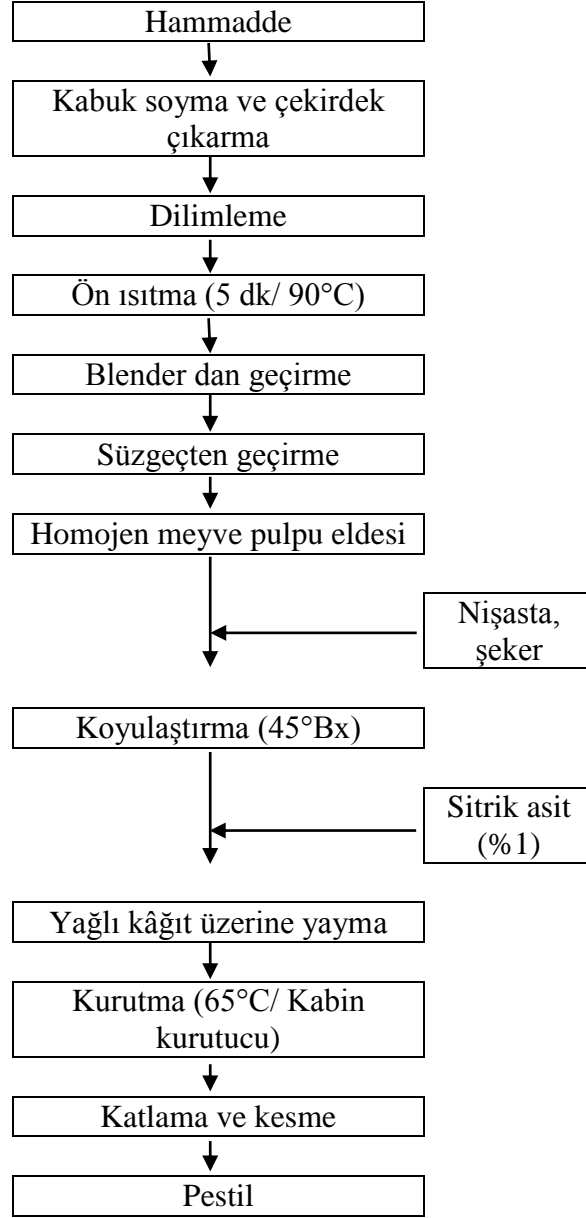 Hammadde
Kabuk soyma ve çekirdek
çıkarma
Dilimleme
Ön ısıtma (5 dk/ 90°C)
Blender dan geçirme
Süzgeçten geçirme
Homojen meyve pulpu eldesi
Nişasta,
şeker
Koyulaştırma (45°Bx)
Sitrik asit
(%1)
Yağlı kâğıt üzerine yayma
Kurutma (65°C/ Kabin
kurutucu)
Katlama ve kesme
Pestil